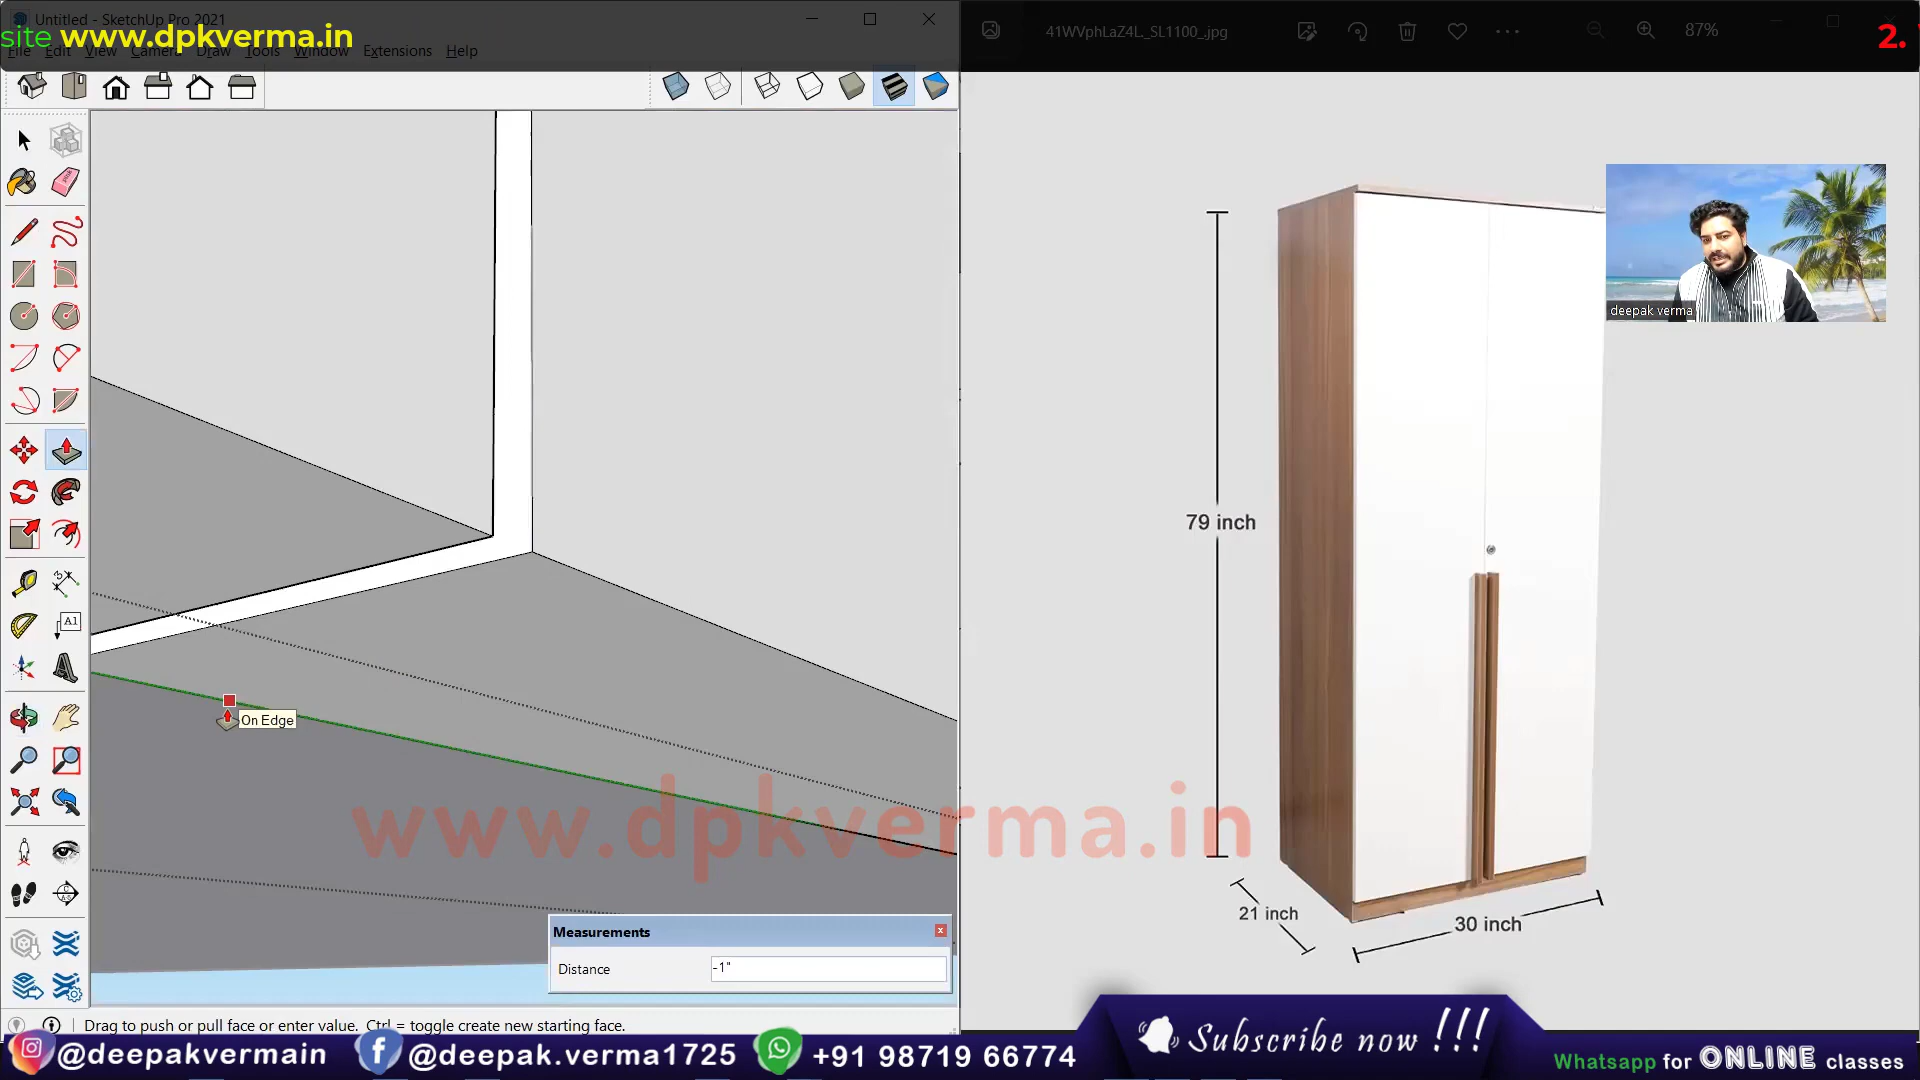 Untitled - SketchUp Pro 2021
site www.dpkverma.in
File Edit View Camera Draw Tools Window Extensions Help
41WVphLaZ4L._SL1100_.jpg
87%
2.
deepak verma
79 inch
A1
On Edge
www.dpkverma.in
21 inch
30 inch
Measurements
Distance
-1"
Drag to push or pull face or enter value. Ctrl = toggle create new starting face.
Subscribe now !!!
@deepakvermain
@deepak.verma1725
+91 98719 66774
Whatsapp for ONLINE classes